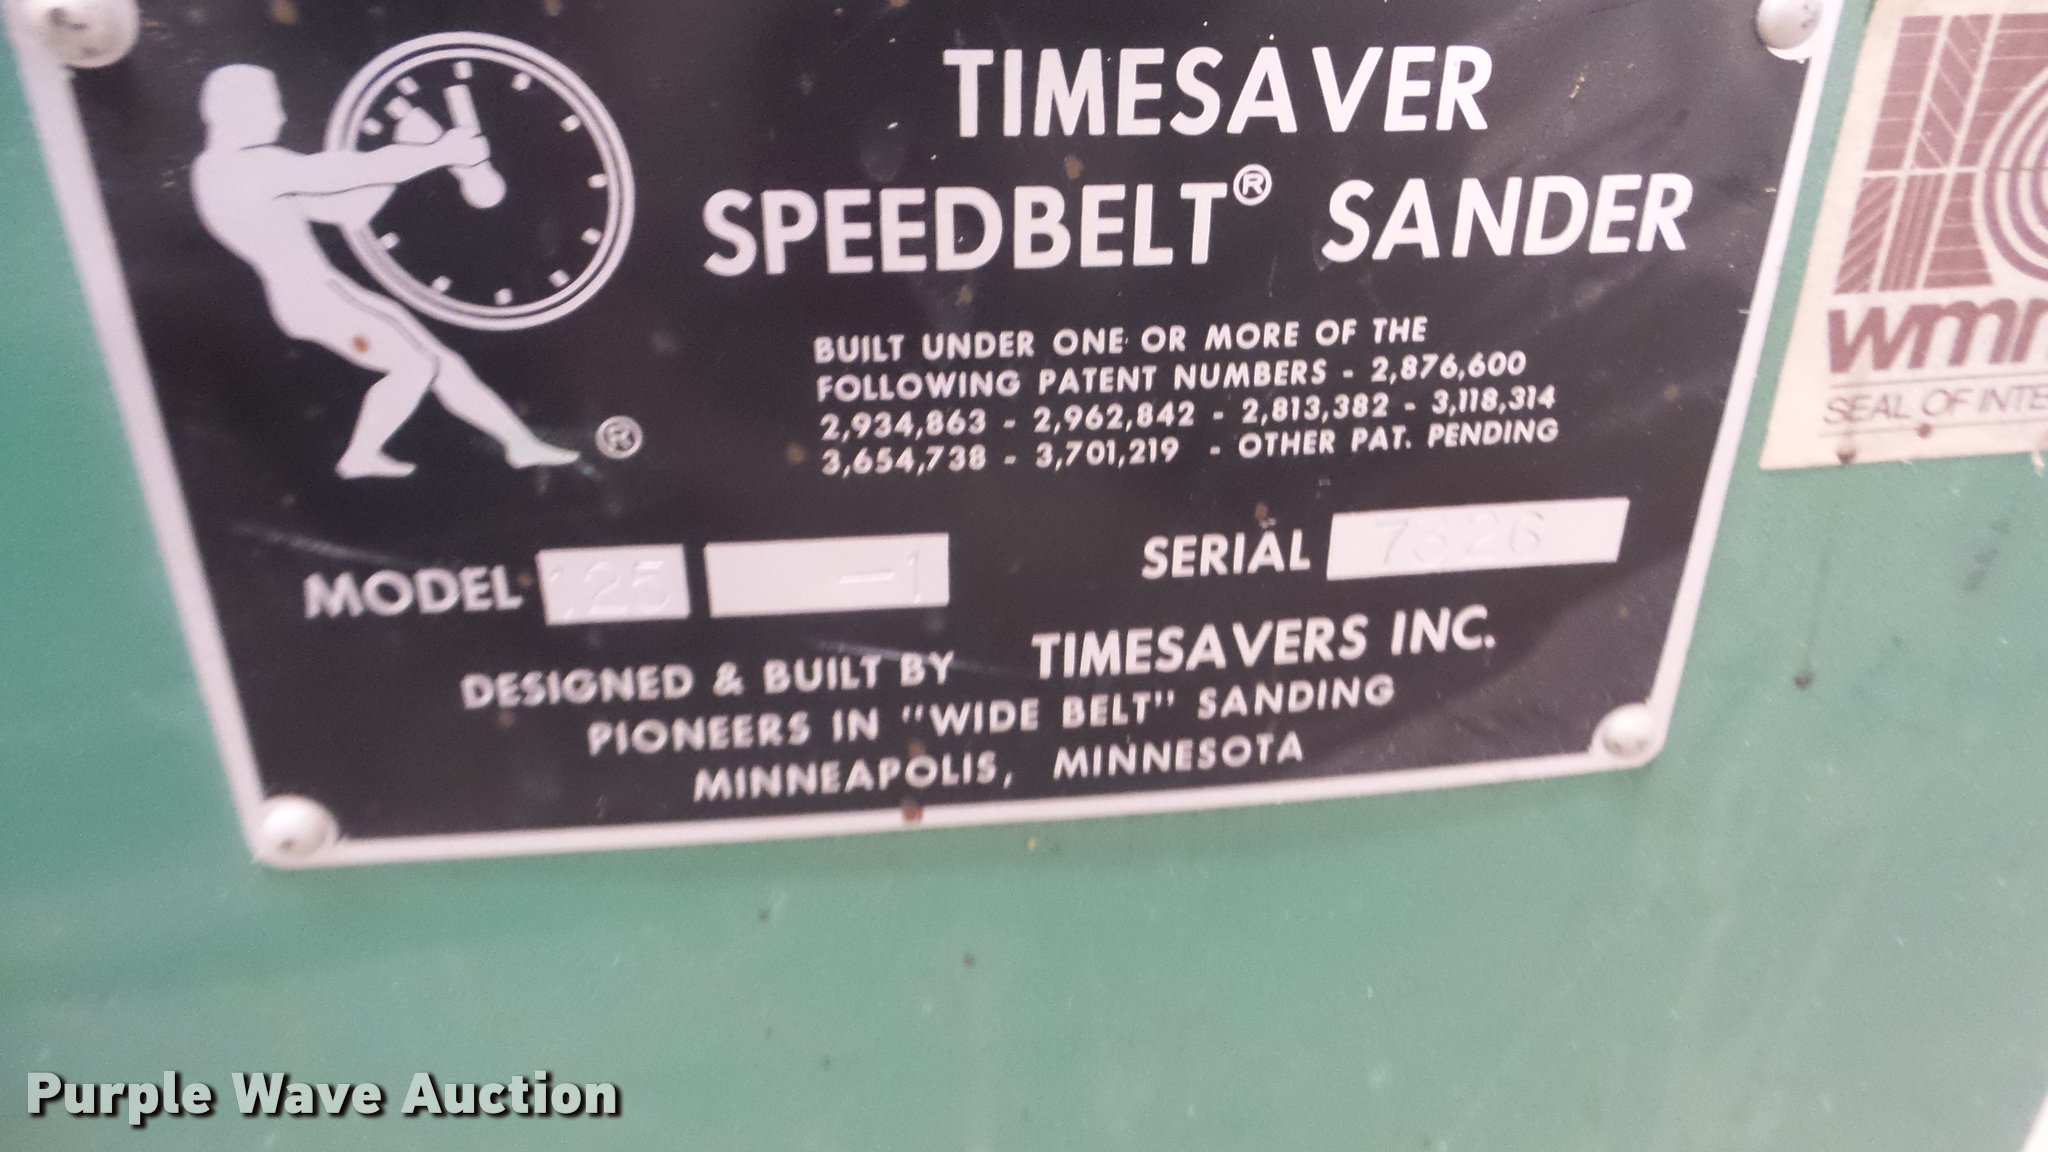 TIMESAVER
SPEEDBELT® SANDER
BUILT UNDER ONE OR MORE OF THE
FOLLOWING PATENT NUMBERS - 2,876,600
2,934,863 - 2,962,842 - 2,813,382 - 3,118,314
3,654,738 - 3,701,219 - OTHER PAT. PENDING
®
MODEL 125 -1
SERIAL
DESIGNED & BUILT BY TIMESAVERS INC.
PIONEERS IN "WIDE BELT" SANDING
MINNEAPOLIS, MINNESOTA
SEAL OF
Purple Wave Auction